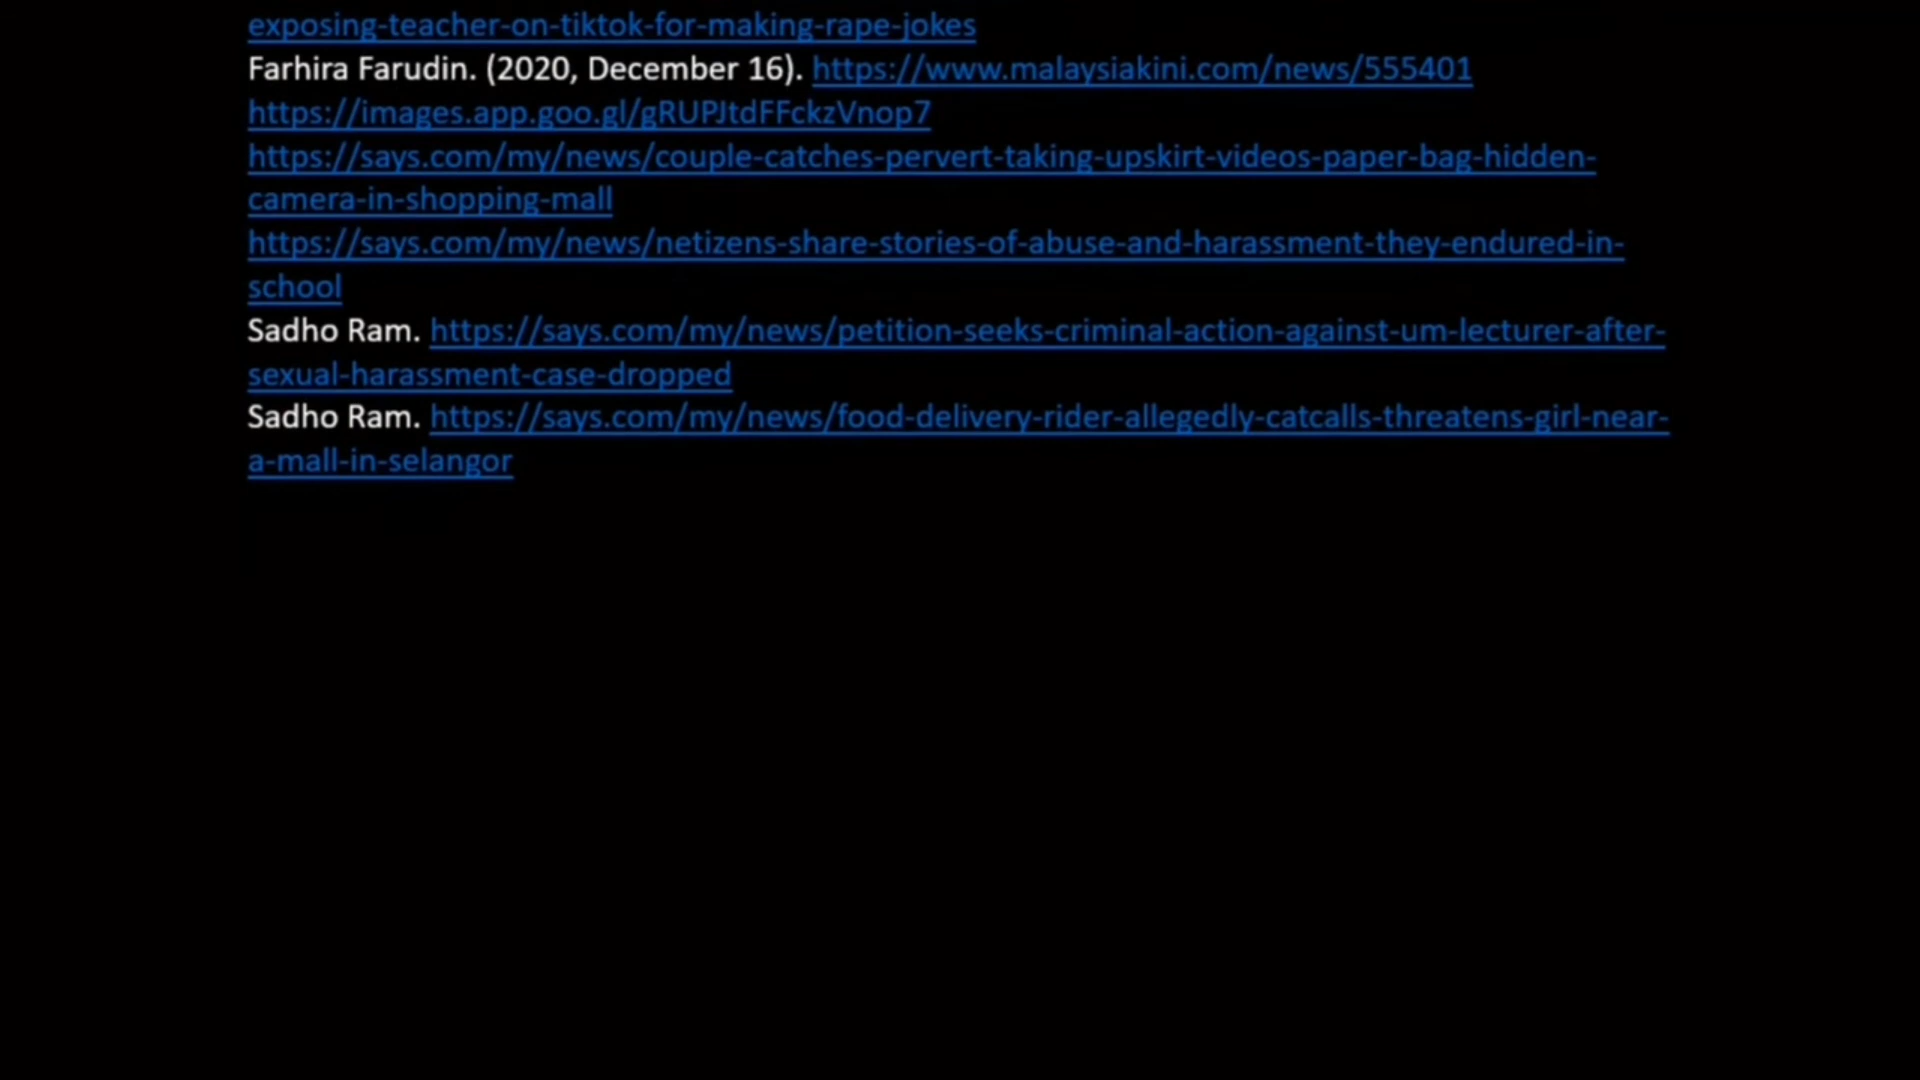 exposing-teacher-on-tiktok-for-making-rape-jokes
Farhira Farudin. (2020, December 16). https://www.malaysiakini.com/news/555401
https://images.app.goo.gl/gRUPJtdFFckzVnop7
https://says.com/my/news/couple-catches-pervert-taking-upskirt-videos-paper-bag-hidden-
camera-in-shopping-mall
https://says.com/my/news/netizens-share-stories-of-abuse-and-harassment-they-endured-in-
school
Sadho Ram. https://says.com/my/news/petition-seeks-criminal-action-against-um-lecturer-after-
sexual-harassment-case-dropped
Sadho Ram. https://says.com/my/news/food-delivery-rider-allegedly-catcalls-threatens-girl-near-
a-mall-in-selangor